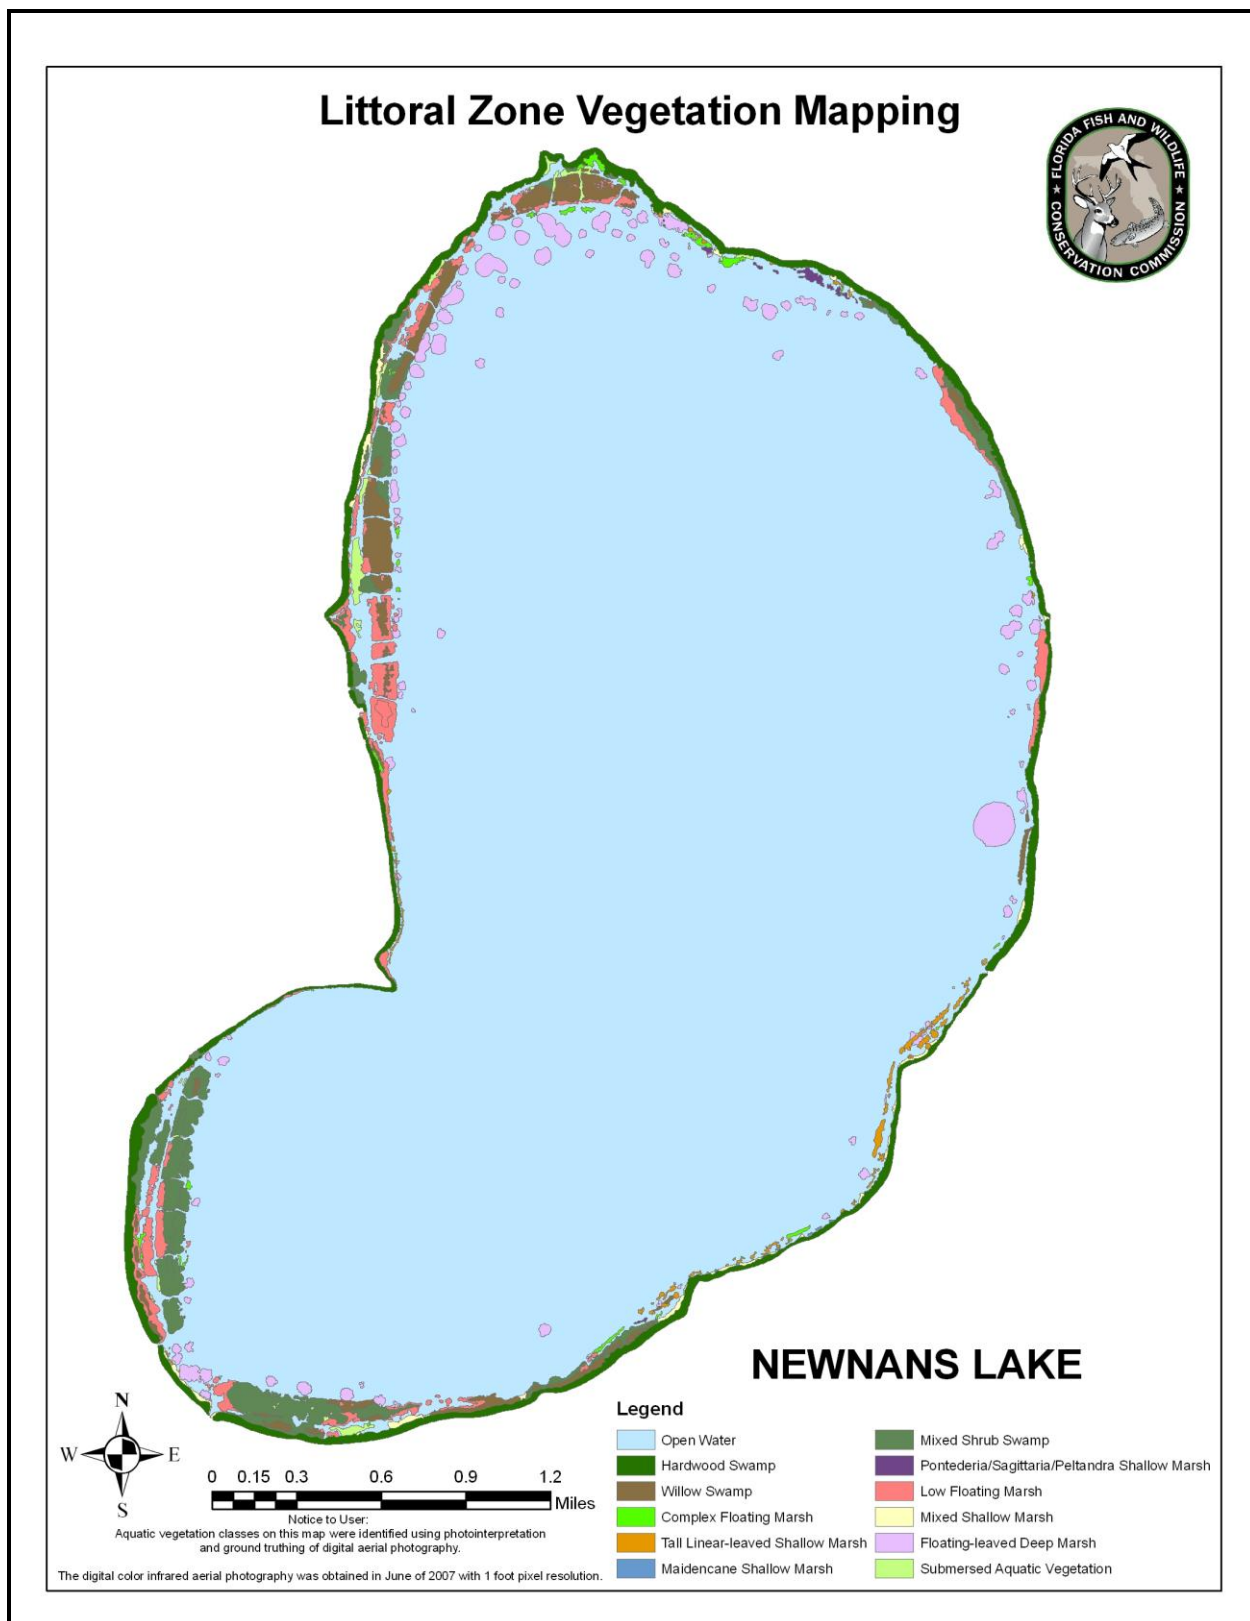 Littoral Zone Vegetation Mapping
★ FLORIDA FISH AND WILDLIFE ★
CONSERVATION COMMISSION
NEWNANS LAKE
Legend
Open Water
Hardwood Swamp
Willow Swamp
Complex Floating Marsh
Tall Linear-leaved Shallow Marsh
Maidencane Shallow Marsh
Mixed Shrub Swamp
Pontederia/Sagittaria/Peltandra Shallow Marsh
Low Floating Marsh
Mixed Shallow Marsh
Floating-leaved Deep Marsh
Submersed Aquatic Vegetation
N
W E
S
0 0.15 0.3 0.6 0.9 1.2
Miles
Notice to User:
Aquatic vegetation classes on this map were identified using photointerpretation
and ground truthing of digital aerial photography.
The digital color infrared aerial photography was obtained in June of 2007 with 1 foot pixel resolution.